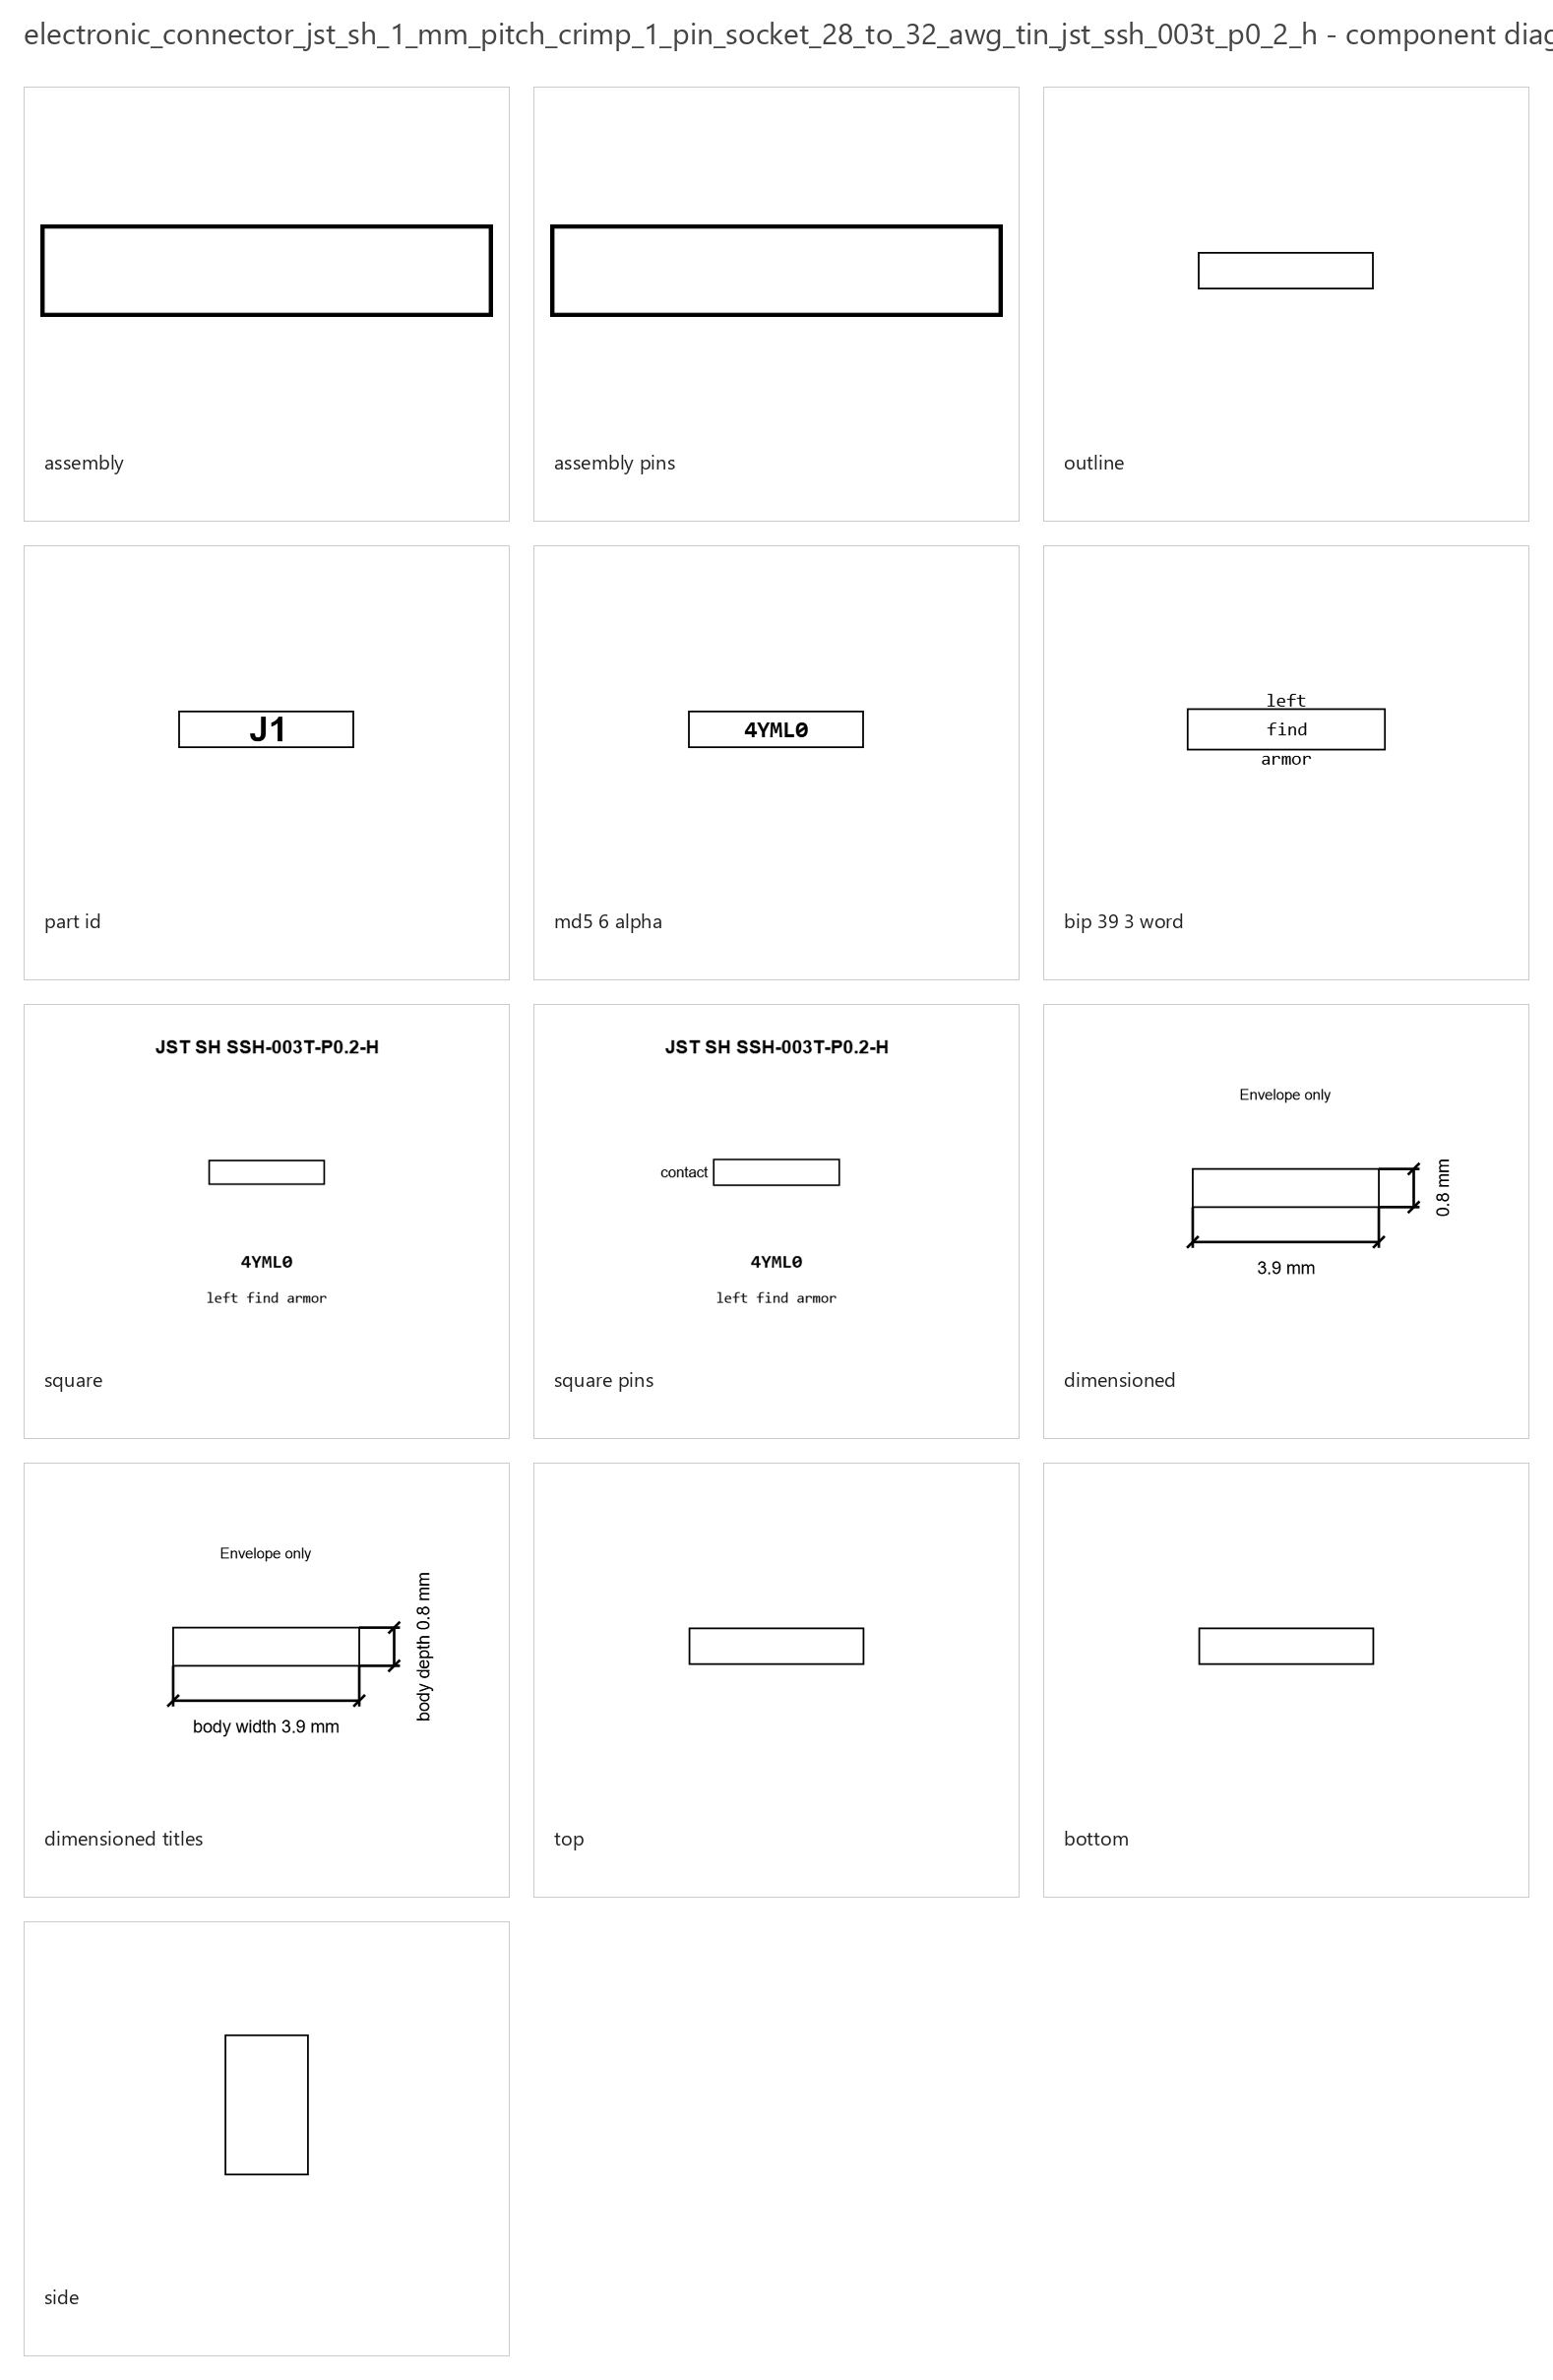 electronic_connector_jst_sh_1_mm_pitch_crimp_1_pin_socket_28_to_32_awg_tin_jst_ssh_003t_p0_2_h - component diag
assembly
assembly pins
outline
J1
part id
4YML0
md5 6 alpha
left
find
armor
bip 39 3 word
JST SH SSH-003T-P0.2-H
4YML0
left find armor
square
JST SH SSH-003T-P0.2-H
contact
4YML0
left find armor
square pins
Envelope only
0.8 mm
3.9 mm
dimensioned
Envelope only
body depth 0.8 mm
body width 3.9 mm
dimensioned titles
top
bottom
side